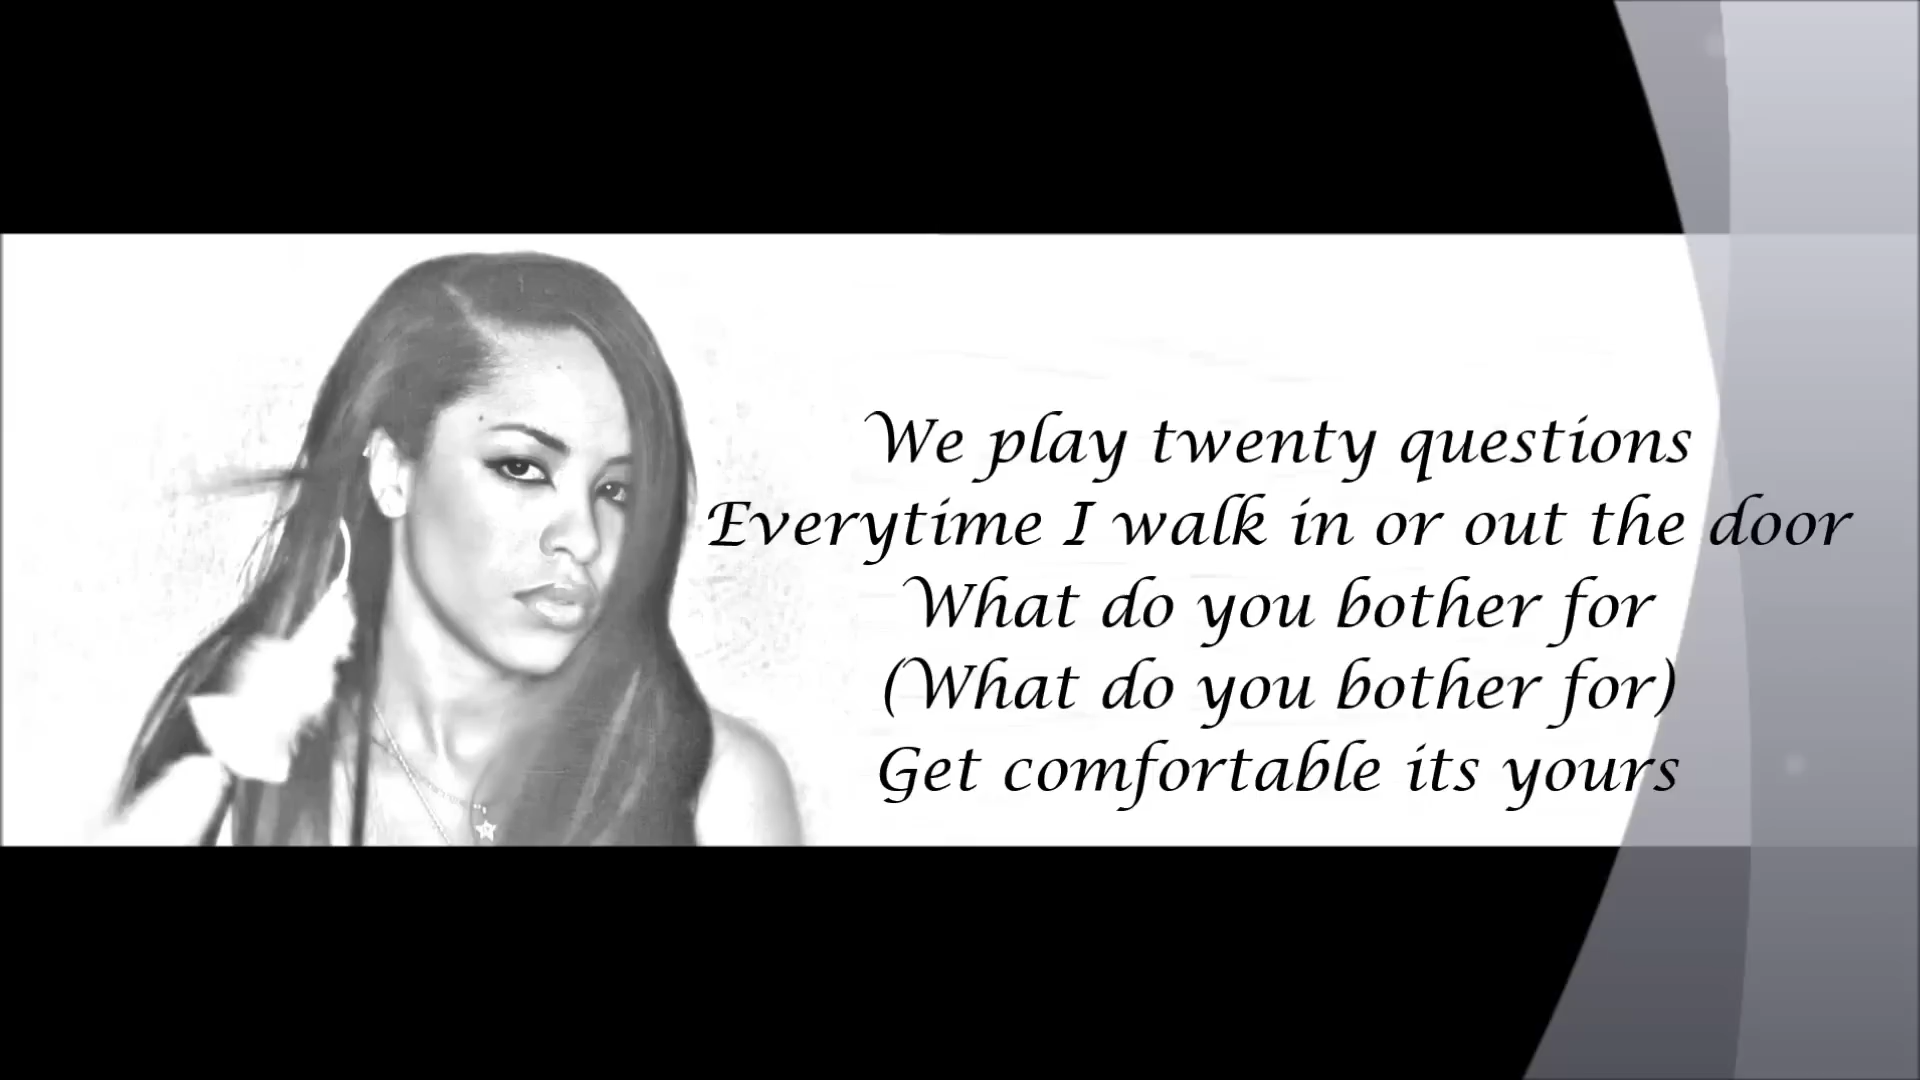 We play twenty questions
Everytime I walk in or out the door
What do you bother for
(What do you bother for)
Get comfortable its yours